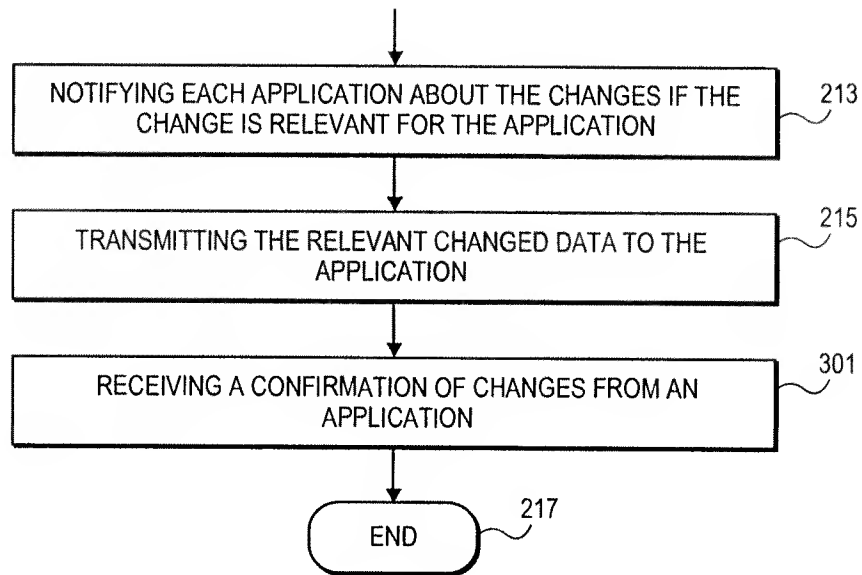 NOTIFYING EACH APPLICATION ABOUT THE CHANGES IF THE
CHANGE IS RELEVANT FOR THE APPLICATION
213
TRANSMITTING THE RELEVANT CHANGED DATA TO THE
APPLICATION
215
RECEIVING A CONFIRMATION OF CHANGES FROM AN
APPLICATION
301
END
217